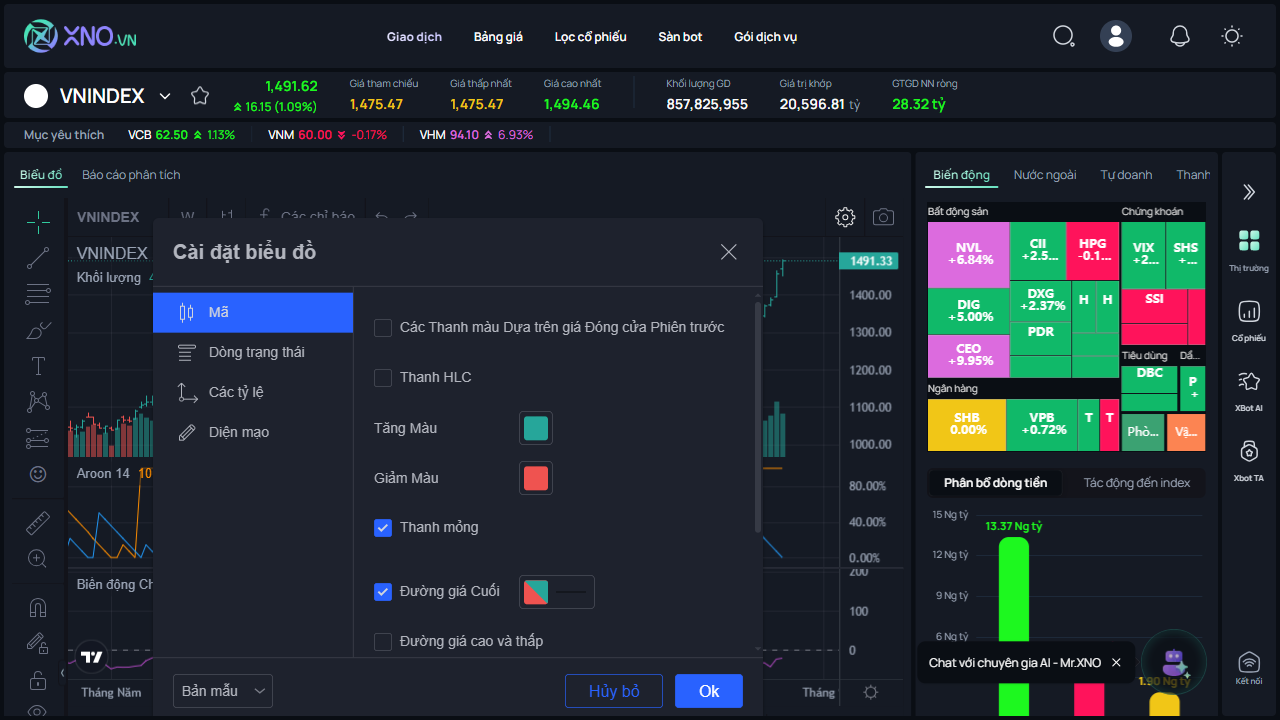 XNO.VN
Giao dịch
Bảng giá
Lọc cổ phiếu
Sàn bot
Gói dịch vụ
VNINDEX
1,491.62
16.15 (1.09%)
Giá tham chiếu
1,475.47
Giá thấp nhất
1,475.47
Giá cao nhất
1,494.46
Khối lượng GD
857,825,955
Giá trị khớp
20,596.81 tỷ
GTGD NN ròng
28.32 tỷ
Mục yêu thích
VCB 62.50 1.13%
VNM 60.00 -0.17%
VHM 94.10 6.93%
Biểu đồ
Báo cáo phân tích
VNINDEX
W
Các chỉ báo
VNINDEX
Khối lượng
Aroon 14 10
Tháng Năm
Tháng
1491.33
1400.00
1300.00
1200.00
1100.00
1000.00
80.00%
40.00%
0.00%
200
100
0
Cài đặt biểu đồ
Mã
Dòng trạng thái
Các tỷ lệ
Diện mạo
Các Thanh màu Dựa trên giá Đóng cửa Phiên trước
Thanh HLC
Tăng Màu
Giảm Màu
Thanh mỏng
Đường giá Cuối
Đường giá cao và thấp
Bản mẫu
Hủy bỏ
Ok
Biến động
Nước ngoài
Tự doanh
Thanh
Bất động sản
Chứng khoán
NVL
+6.84%
CII
+2.5...
HPG
-0.1...
VIX
+2...
SHS
+...
DIG
+5.00%
DXG
+2.37%
H
H
SSI
PDR
CEO
+9.95%
Tiêu dùng
Dầ...
DBC
P
+
Ngân hàng
SHB
0.00%
VPB
+0.72%
T
T
Phò...
Vậ...
Phân bổ dòng tiền
Tác động đến index
15 Ng tỷ
12 Ng tỷ
9 Ng tỷ
6 Ng tỷ
13.37 Ng tỷ
1.90 Ng tỷ
Chat với chuyên gia AI - Mr.XNO
Thị trường
Cổ phiếu
XBot AI
Xbot TA
Kết nối